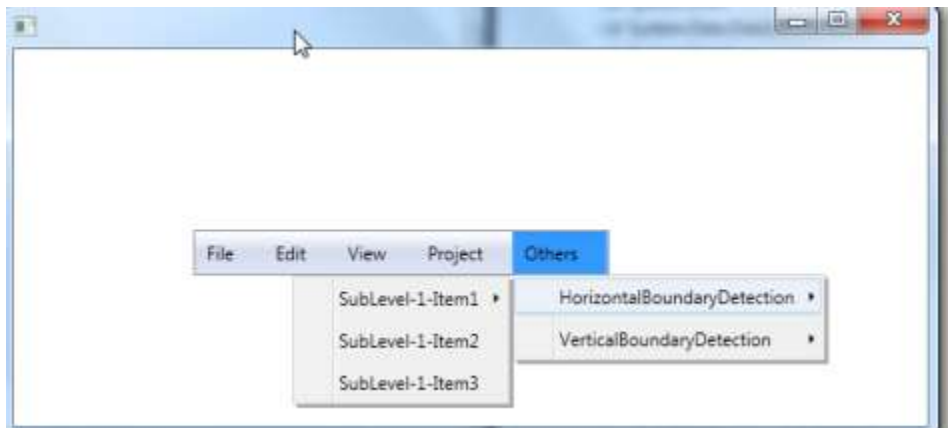 File Edit View Project Others
SubLevel-1-Item1 HorizontalBoundaryDetection
SubLevel-1-Item2 VerticalBoundaryDetection
SubLevel-1-Item3